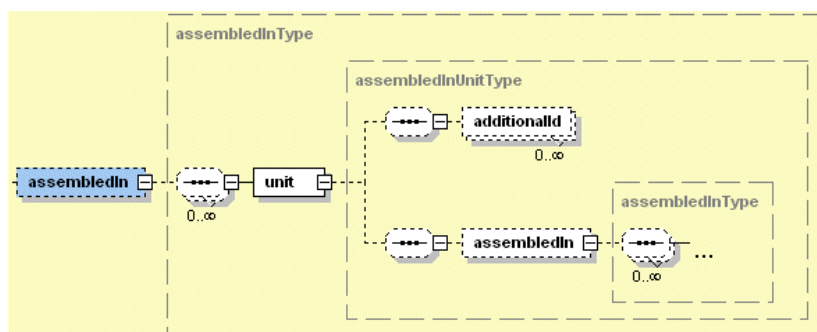 assembledInType
assembledInUnitType
additionalId
0..∞
assembledIn
unit
0..∞
assembledInType
assembledIn
...
0..∞